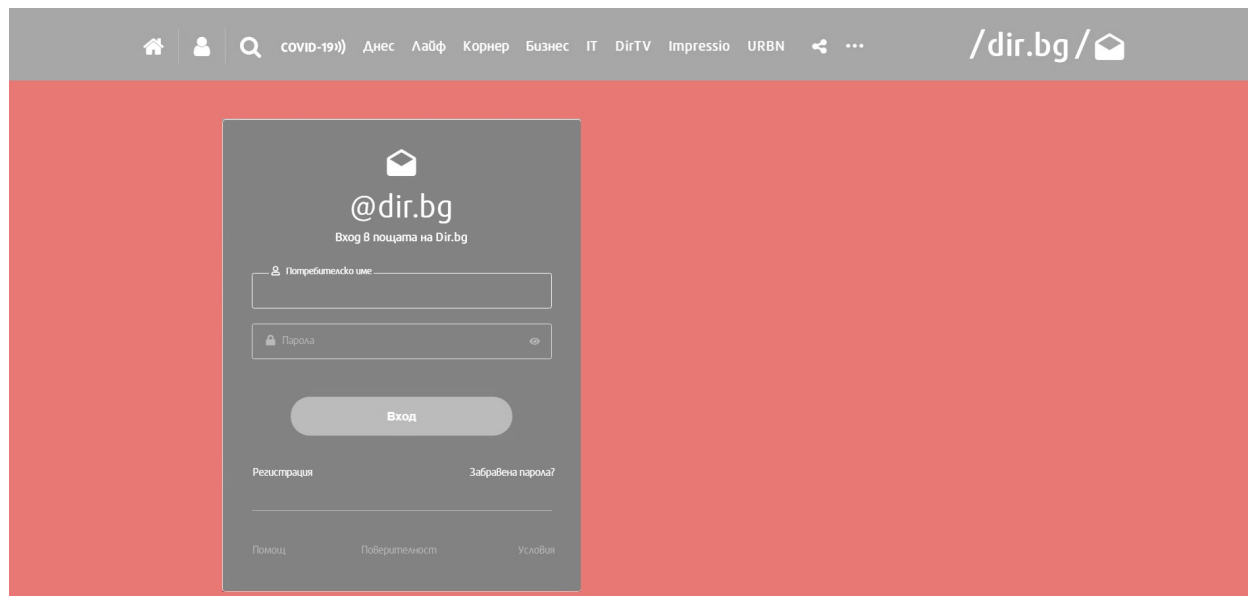 COVID-19 Днес Лайф Корнер Бизнес IT DirTV Impressio URBN /dir.bg/
@dir.bg
Вход в пощата на Dir.bg
Потребителско име
Парола
Вход
Регистрация Забравена парола?
Помощ Поверителност Условия